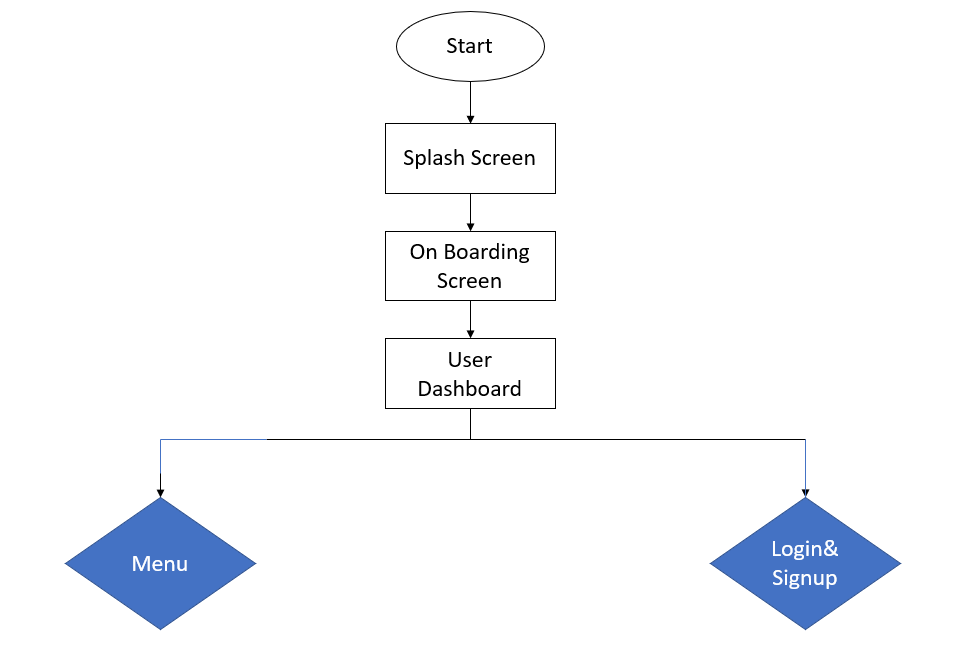 Start
Splash Screen
On Boarding
Screen
User
Dashboard
Menu
Login&
Signup